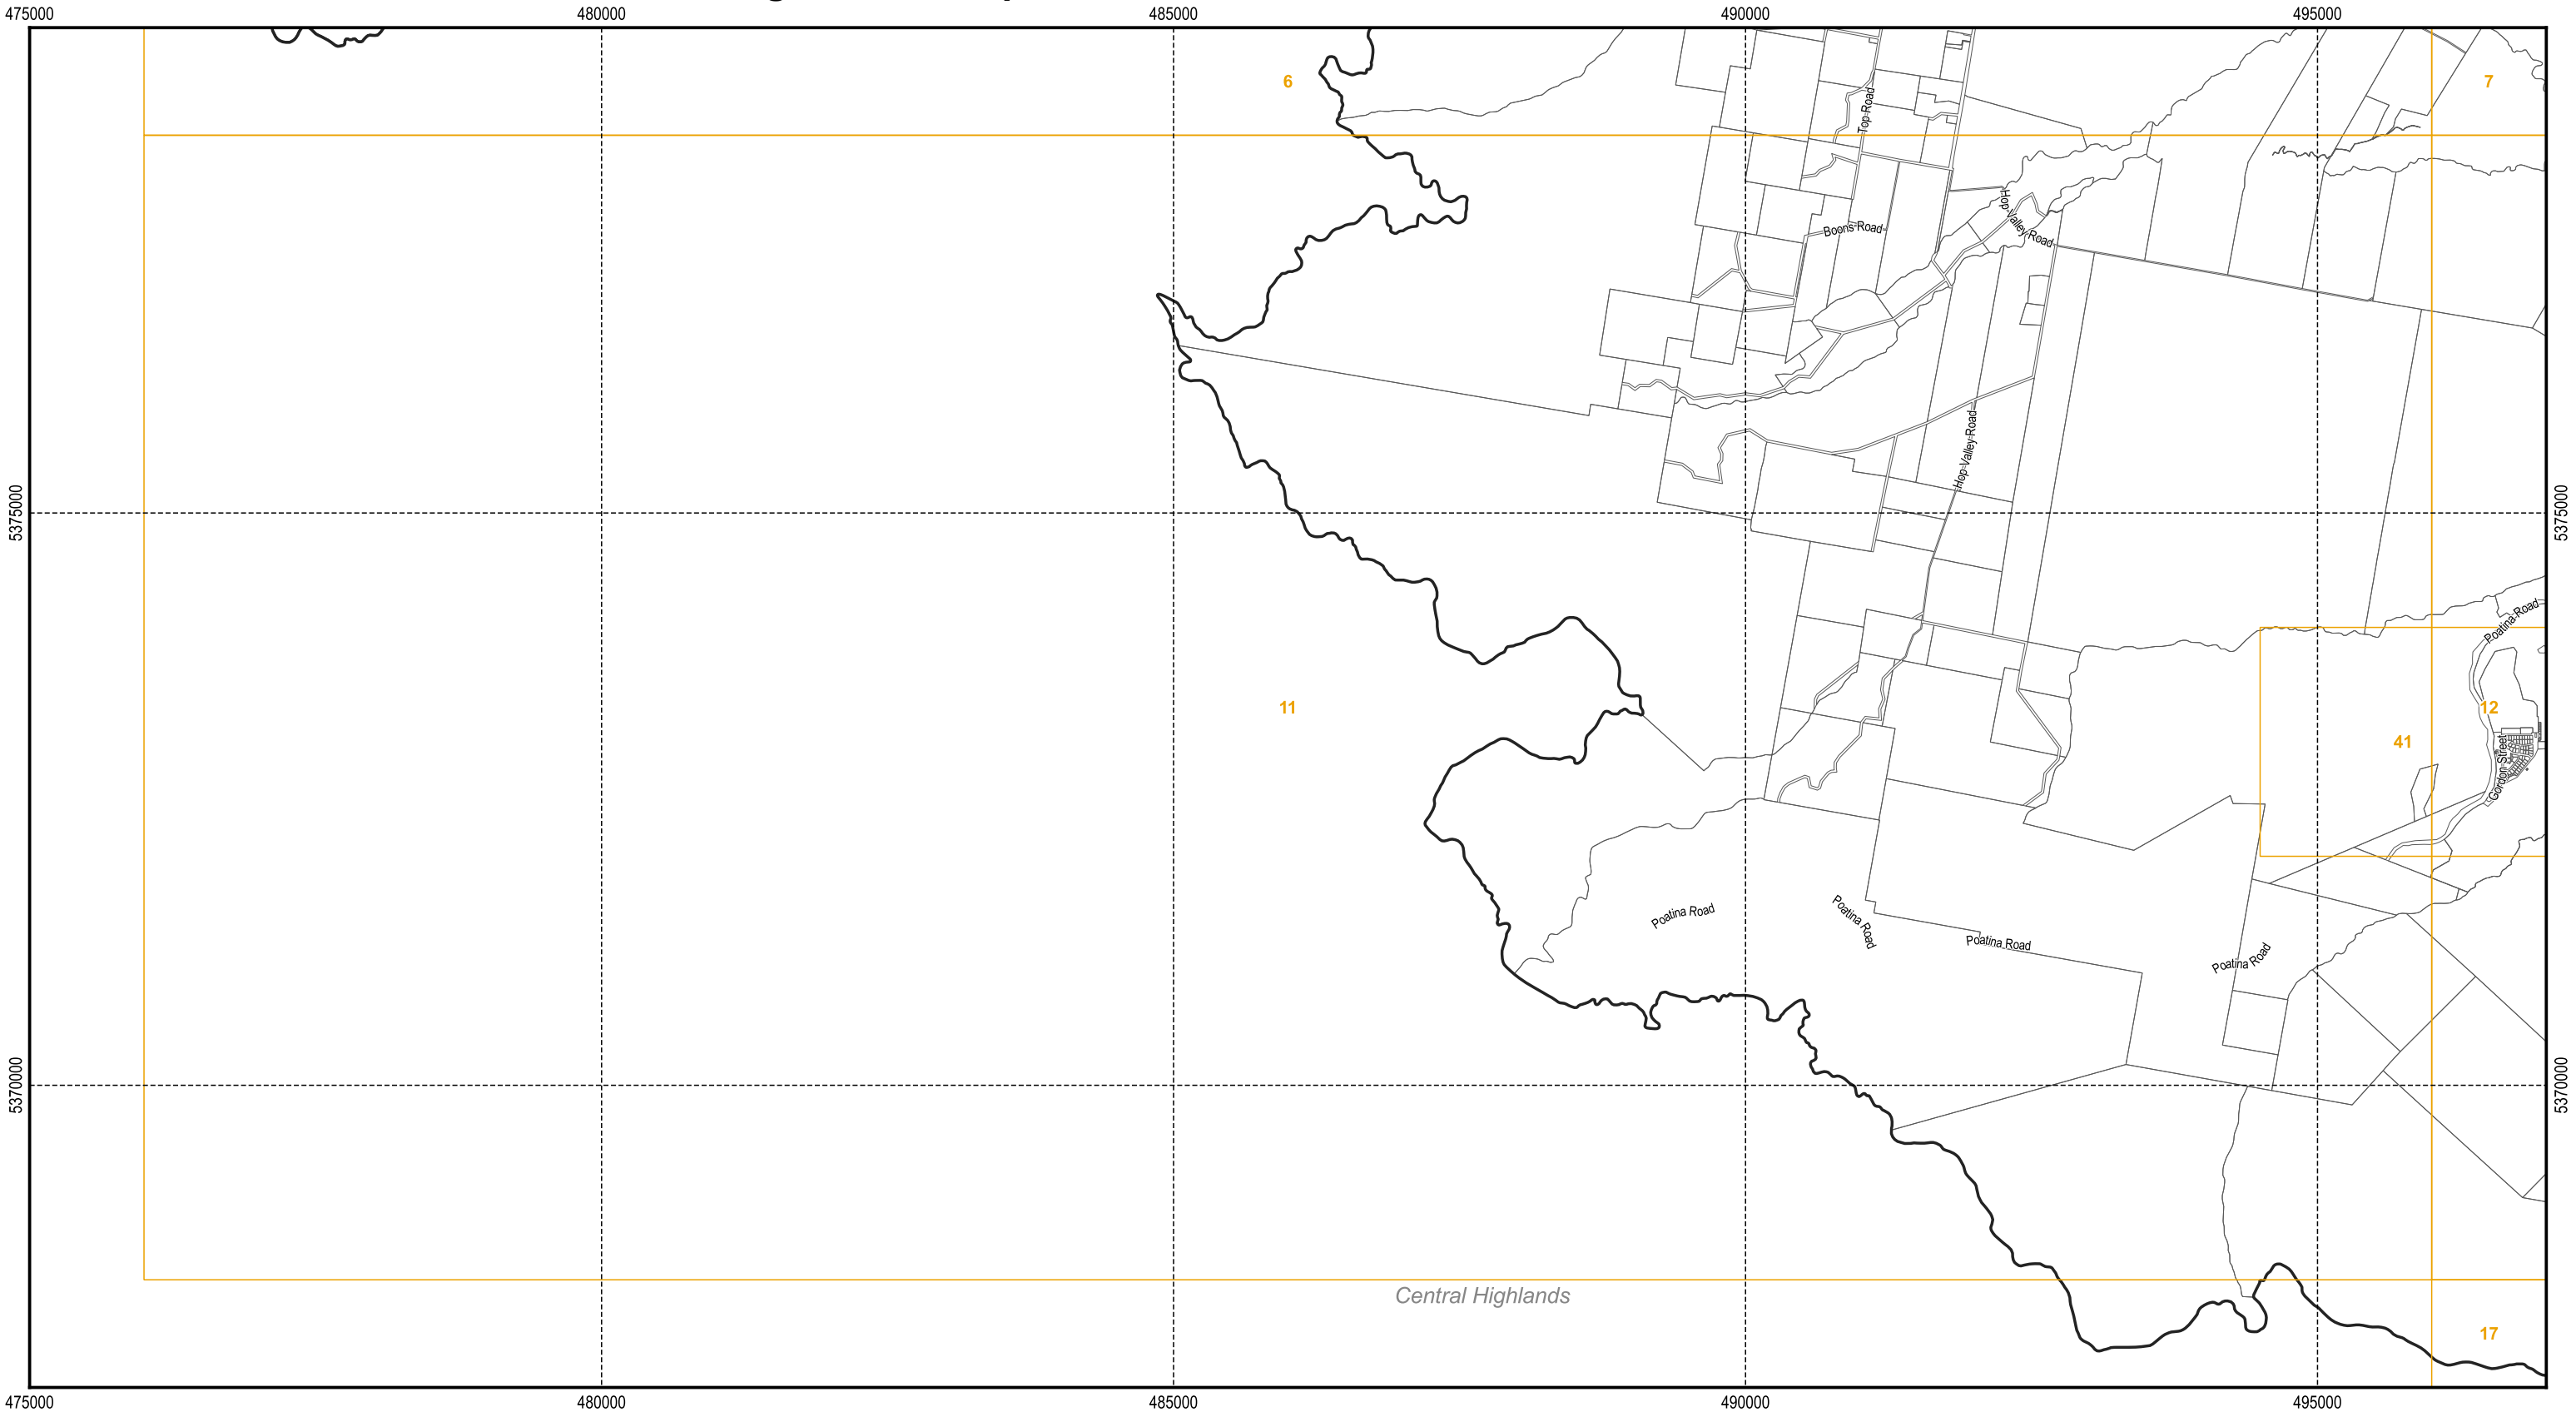 475000
480000
485000
490000
495000
6
7
Top Road
Hop Valley Road
Boons Road
Hop Valley Road
5375000
5375000
Poatina Road
11
12
41
Gordon Street
Poatina Road
Poatina Road
Poatina Road
Poatina Road
5370000
5370000
Central Highlands
17
475000
480000
485000
490000
495000